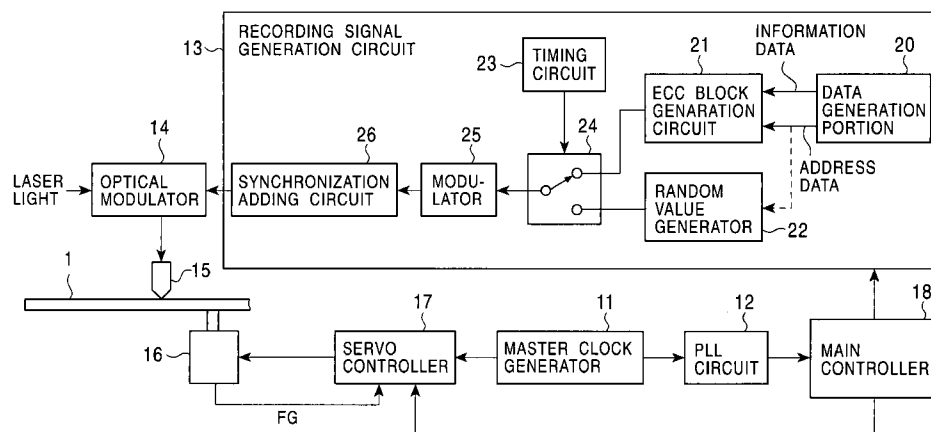 13
RECORDING SIGNAL
GENERATION CIRCUIT
23
TIMING
CIRCUIT
21
ECC BLOCK
GENARATION
CIRCUIT
INFORMATION
DATA
20
DATA
GENERATION
PORTION
ADDRESS
DATA
24
RANDOM
VALUE
GENERATOR
22
25
MODU-
LATOR
26
SYNCHRONIZATION
ADDING CIRCUIT
14
OPTICAL
MODULATOR
LASER
LIGHT
15
1
16
FG
17
SERVO
CONTROLLER
11
MASTER CLOCK
GENERATOR
12
PLL
CIRCUIT
18
MAIN
CONTROLLER